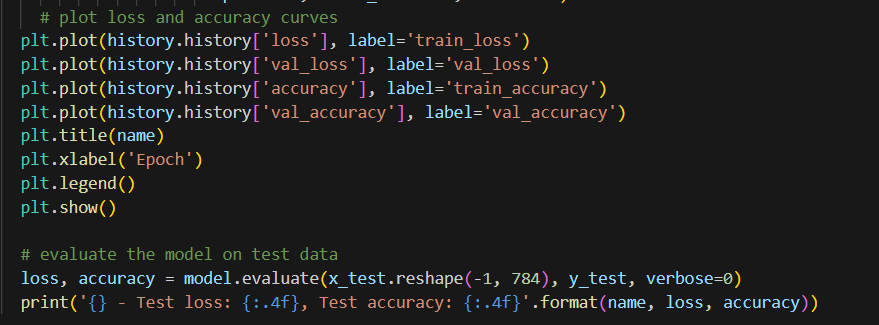 # plot loss and accuracy curves
plt.plot(history.history['loss'], label='train_loss')
plt.plot(history.history['val_loss'], label='val_loss')
plt.plot(history.history['accuracy'], label='train_accuracy')
plt.plot(history.history['val_accuracy'], label='val_accuracy')
plt.title(name)
plt.xlabel('Epoch')
plt.legend()
plt.show()
# evaluate the model on test data
loss, accuracy = model.evaluate(x_test.reshape(-1, 784), y_test, verbose=0)
print('{} - Test loss: {:.4f}, Test accuracy: {:.4f}'.format(name, loss, accuracy))